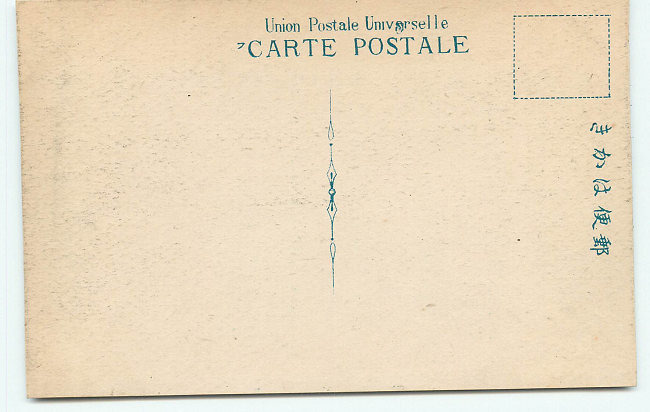 Union Postale Universelle
CARTE POSTALE
きかは便郵